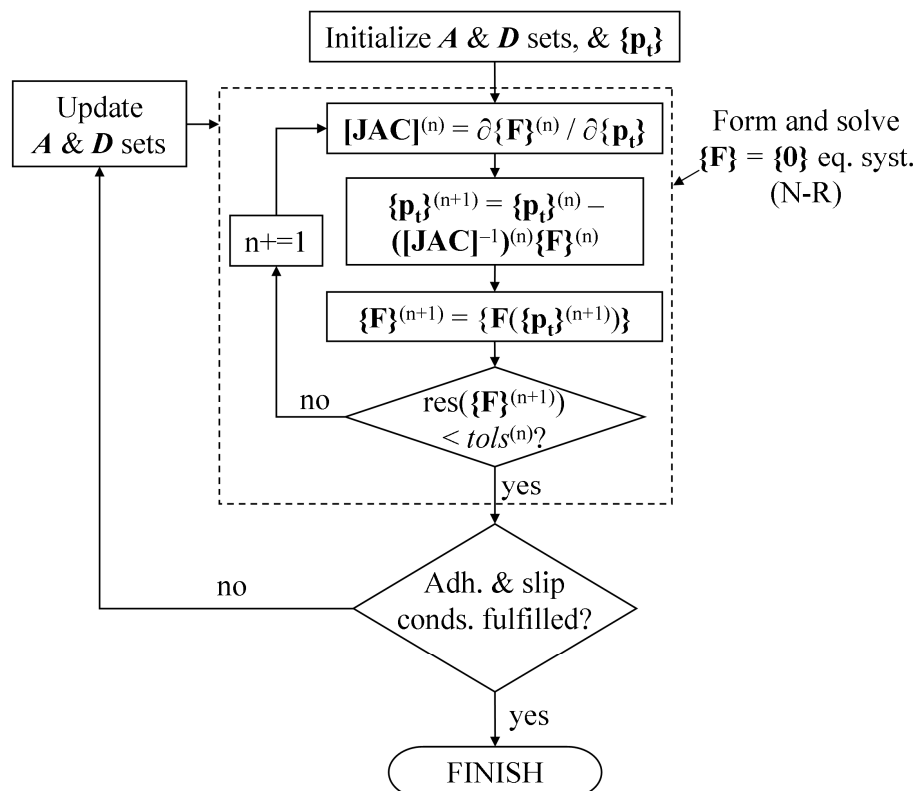 Initialize A & D sets, & {pₜ}
Update
A & D sets
[JAC]⁽ⁿ⁾ = ∂{F}⁽ⁿ⁾ / ∂{pₜ}
Form and solve
{F} = {0} eq. syst.
(N-R)
{pₜ}⁽ⁿ⁺¹⁾ = {pₜ}⁽ⁿ⁾ –
([JAC]⁻¹)⁽ⁿ⁾{F}⁽ⁿ⁾
n+=1
{F}⁽ⁿ⁺¹⁾ = {F({pₜ}⁽ⁿ⁺¹⁾)}
no
res({F}⁽ⁿ⁺¹⁾)
< tols⁽ⁿ⁾?
yes
no
Adh. & slip
conds. fulfilled?
yes
FINISH